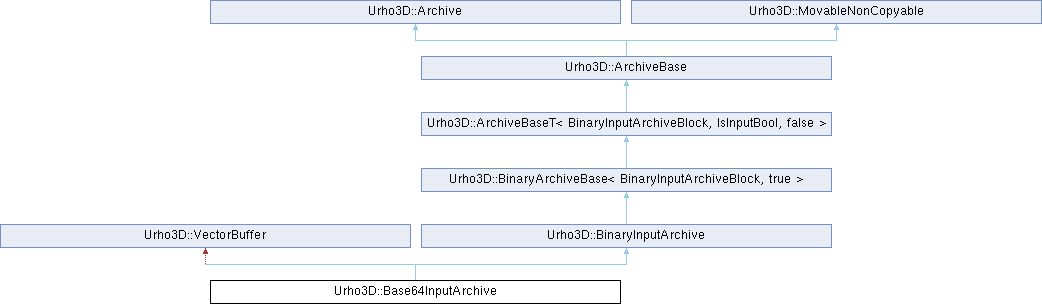 Urho3D::Archive
Urho3D::MovableNonCopyable
Urho3D::ArchiveBase
Urho3D::ArchiveBaseT< BinaryInputArchiveBlock, IsInputBool, false >
Urho3D::BinaryArchiveBase< BinaryInputArchiveBlock, true >
Urho3D::VectorBuffer
Urho3D::BinaryInputArchive
Urho3D::Base64InputArchive